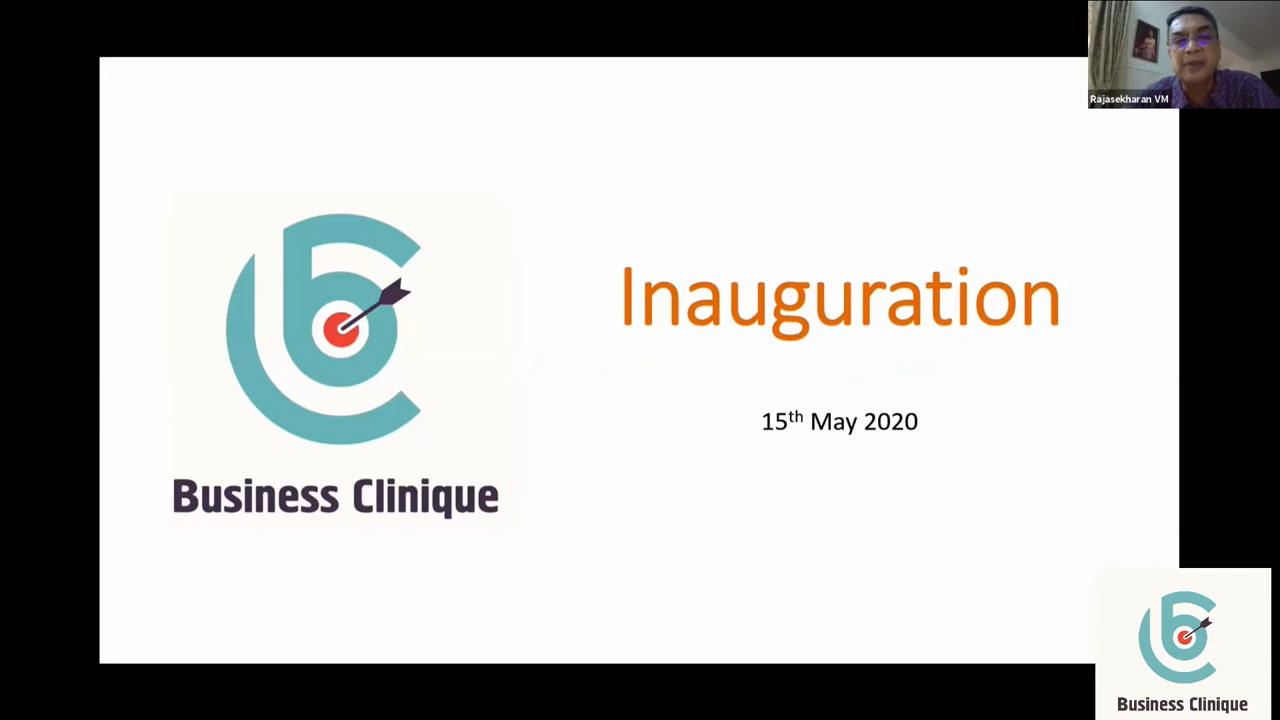 Rajasekharan VM
Inauguration
15th May 2020
Business Clinique
Business Clinique